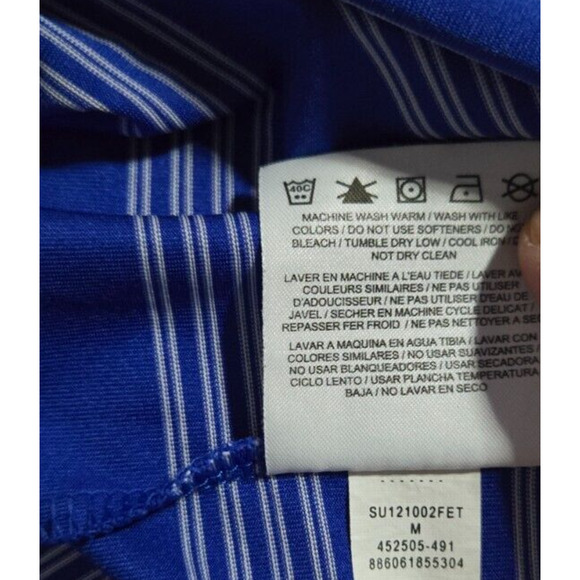 40C
MACHINE WASH WARM / WASH WITH LIKE
COLORS / DO NOT USE SOFTENERS / DO NOT
BLEACH / TUMBLE DRY LOW / COOL IRON /
NOT DRY CLEAN
LAVER EN MACHINE A L'EAU TIEDE / LAVER
COULEURS SIMILAIRES / NE PAS UTILISER
D'ADOUCISSEUR / NE PAS UTILISER D'EAU DE
JAVEL / SECHER EN MACHINE CYCLE DELICAT /
REPASSER FER FROID / NE PAS NETTOYER A
LAVAR A MAQUINA EN AGUA TIBIA / LAVAR CON
COLORES SIMILARES / NO USAR SUAVIZANTES /
NO USAR BLANQUEADORES / USAR SECADORA
CICLO LENTO / USAR PLANCHA TEMPERATURA
BAJA / NO LAVAR EN SECO
SU121002FET
M
452505-491
886061855304